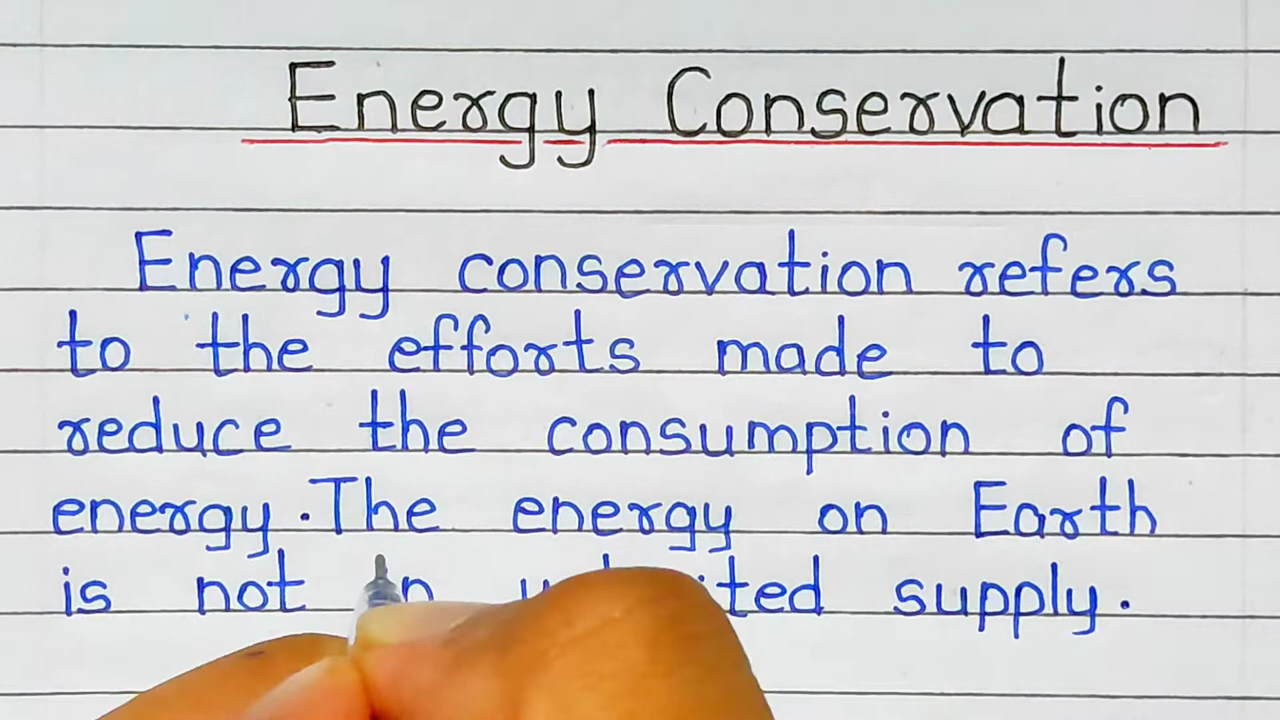 Energy Conservation
Energy conservation refers
to the efforts made to
reduce the consumption of
energy. The energy on Earth
is not supply.